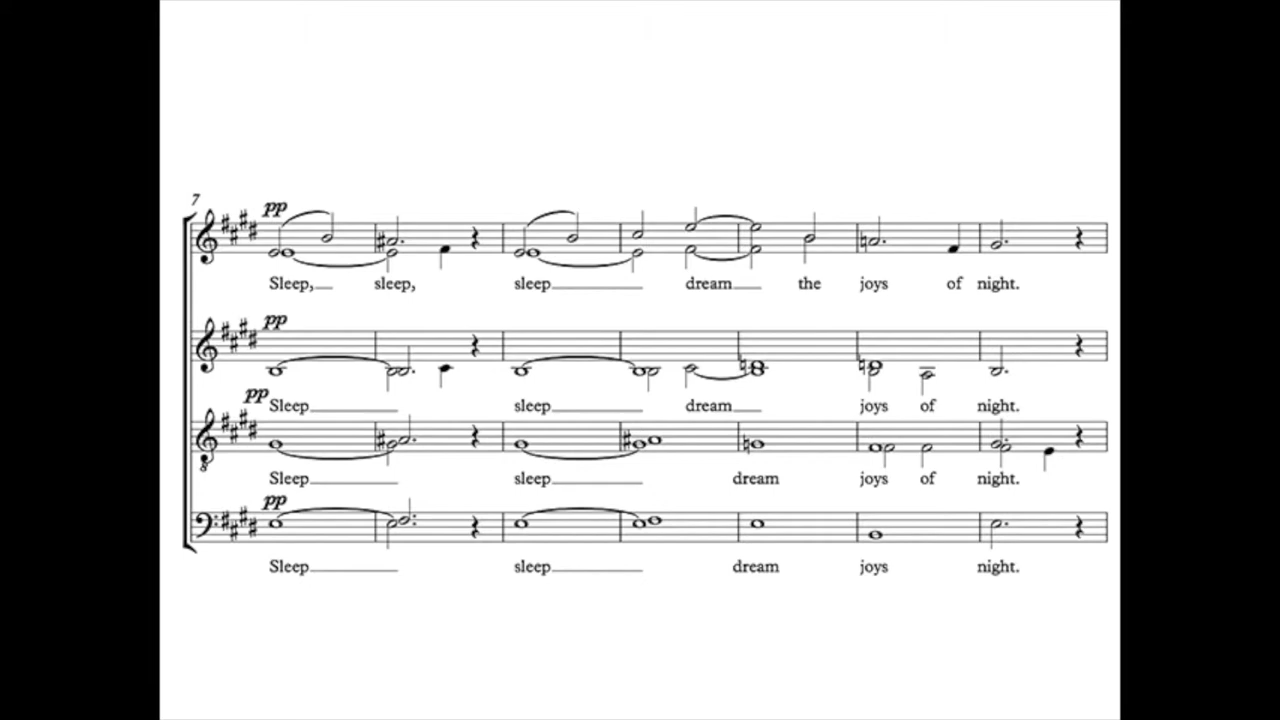 7
pp
Sleep, sleep, sleep dream the joys of night.
pp
Sleep sleep dream joys of night.
pp
Sleep sleep dream joys of night.
pp
Sleep sleep dream joys night.